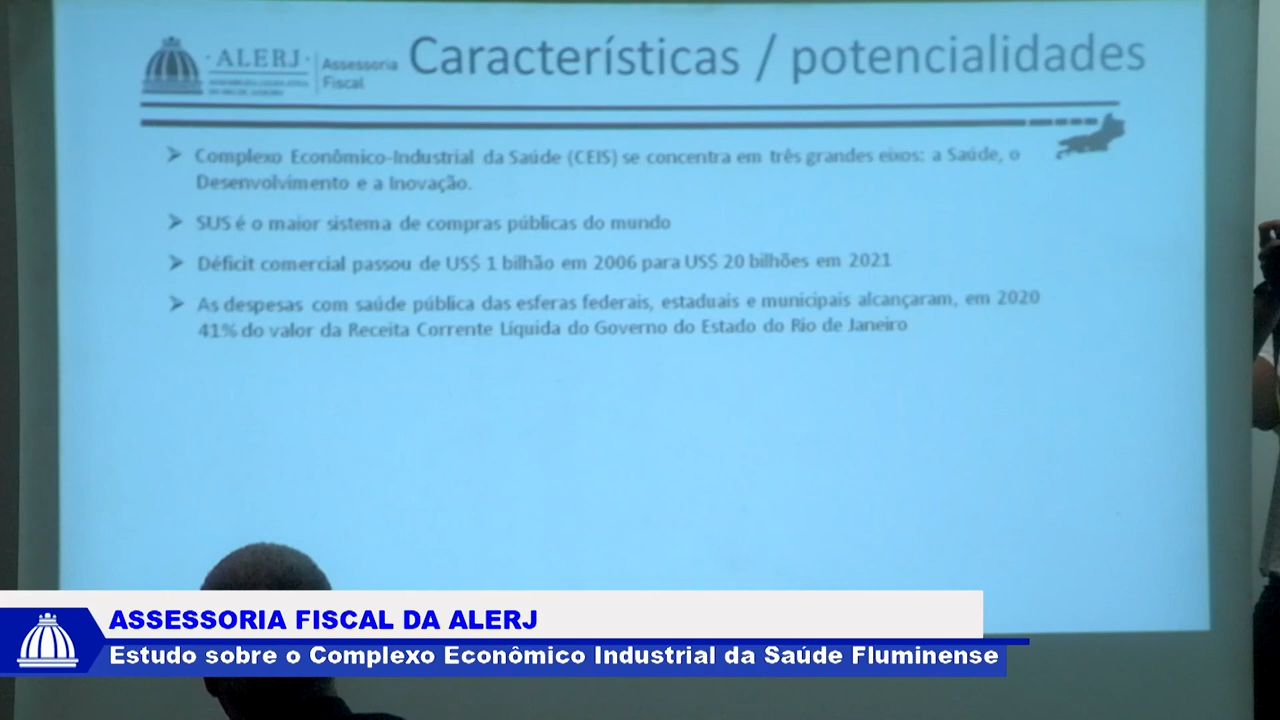 ALERJ
Assessoria
Fiscal
Características / potencialidades
➤ Complexo Econômico-Industrial da Saúde (CEIS) se concentra em três grandes eixos: a Saúde, o
Desenvolvimento e a Inovação.
➤ SUS é o maior sistema de compras públicas do mundo
➤ Déficit comercial passou de US$ 1 bilhão em 2006 para US$ 20 bilhões em 2021
➤ As despesas com saúde pública das esferas federais, estaduais e municipais alcançaram, em 2020
41% do valor da Receita Corrente Líquida do Governo do Estado do Rio de Janeiro
ASSESSORIA FISCAL DA ALERJ
Estudo sobre o Complexo Econômico Industrial da Saúde Fluminense